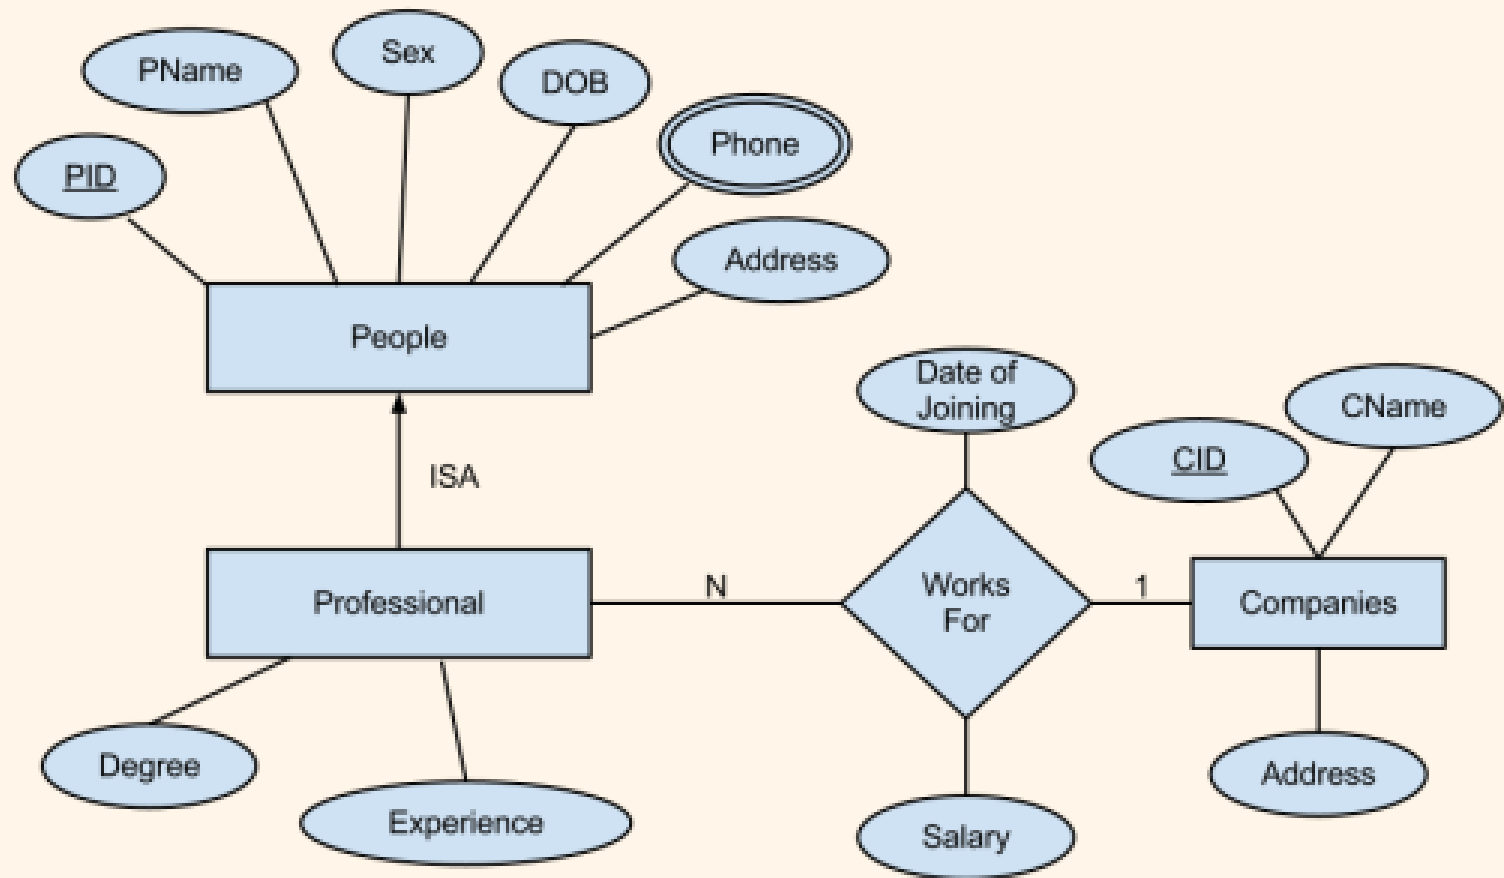 Sex
PName
DOB
Phone
PID
Address
People
Date of
Joining
CName
CID
ISA
N
1
Professional
Works
For
Companies
Degree
Address
Experience
Salary